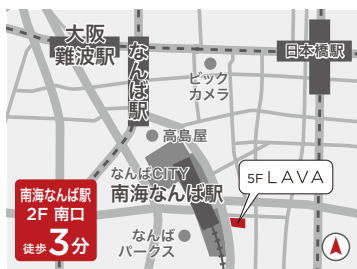 大阪
難波駅
なんば駅
日本橋駅
ビック
カメラ
高島屋
なんばCITY
南海なんば駅
5F LAVA
南海なんば駅
2F 南口
徒歩3分
なんば
パークス